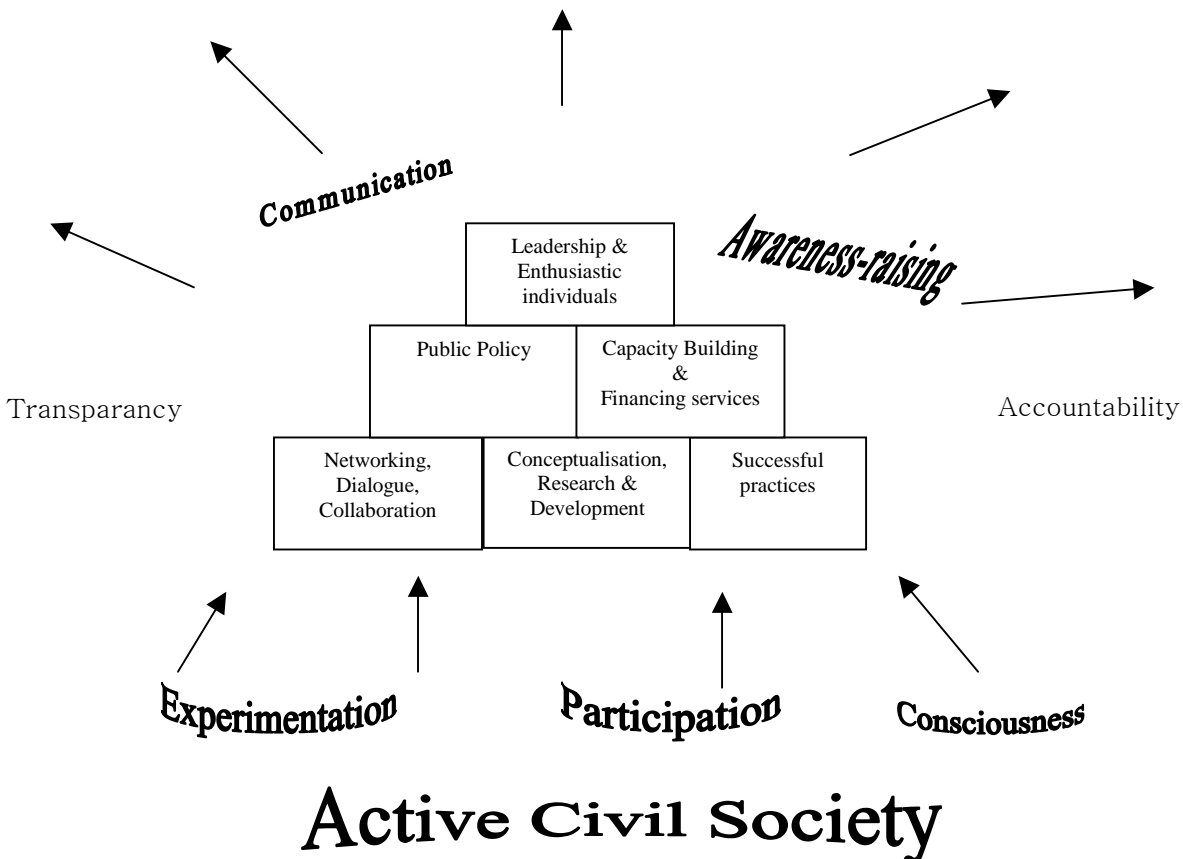 Communication
Awareness-raising
Leadership &
Enthusiastic
individuals
Public Policy
Capacity Building
&
Financing services
Transparancy
Accountability
Networking,
Dialogue,
Collaboration
Conceptualisation,
Research &
Development
Successful
practices
Experimentation
Participation
Consciousness
Active Civil Society